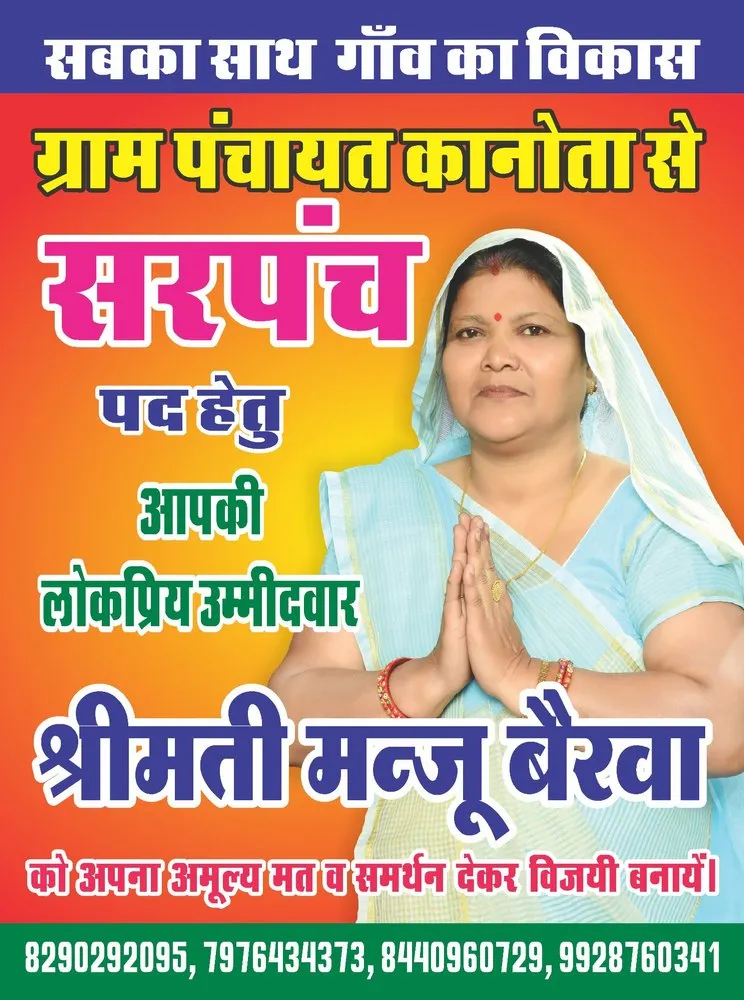 सबका साथ गाँव का विकास
ग्राम पंचायत कानोता से
सरपंच
पद हेतु
आपकी
लोकप्रिय उम्मीदवार
श्रीमती मन्जू बैरवा
को अपना अमूल्य मत व समर्थन देकर विजयी बनायें।
8290292095, 7976434373, 8440960729, 9928760341